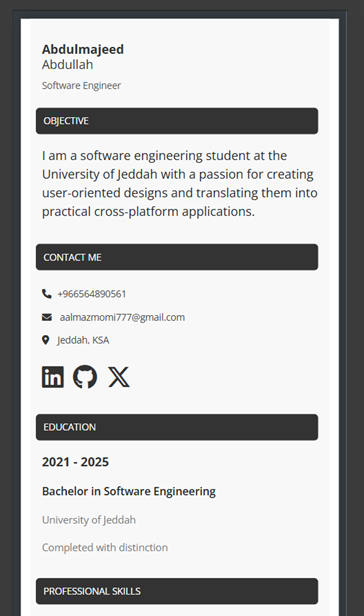 Abdulmajeed
Abdullah
Software Engineer
OBJECTIVE
I am a software engineering student at the
University of Jeddah with a passion for creating
user-oriented designs and translating them into
practical cross-platform applications.
CONTACT ME
+966564890561
aalmazmomi777@gmail.com
Jeddah, KSA
EDUCATION
2021 - 2025
Bachelor in Software Engineering
University of Jeddah
Completed with distinction
PROFESSIONAL SKILLS